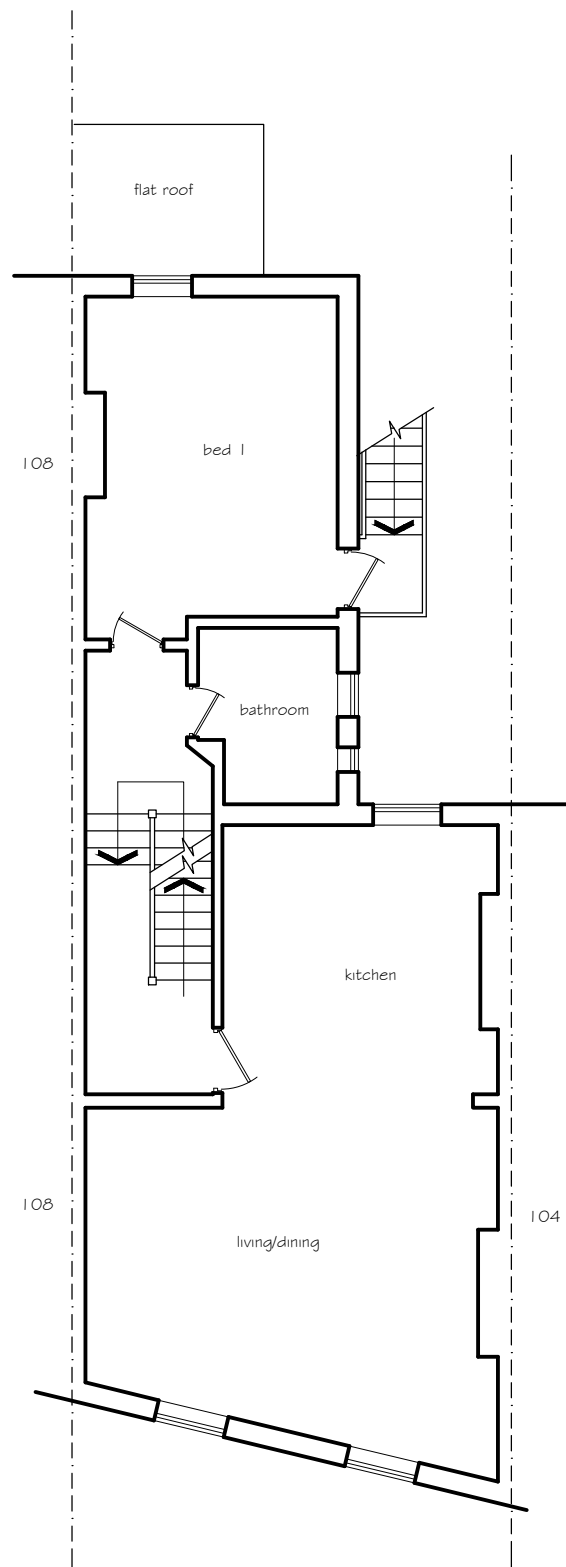 flat roof
bed 1
108
bathroom
kitchen
108
104
living/dining